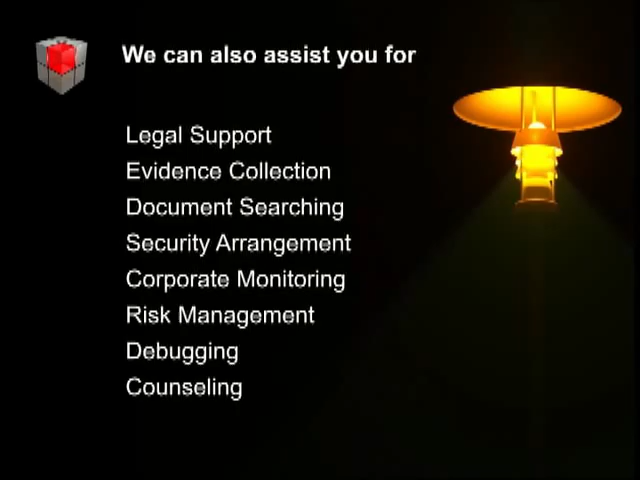 We can also assist you for
Legal Support
Evidence Collection
Document Searching
Security Arrangement
Corporate Monitoring
Risk Management
Debugging
Counseling